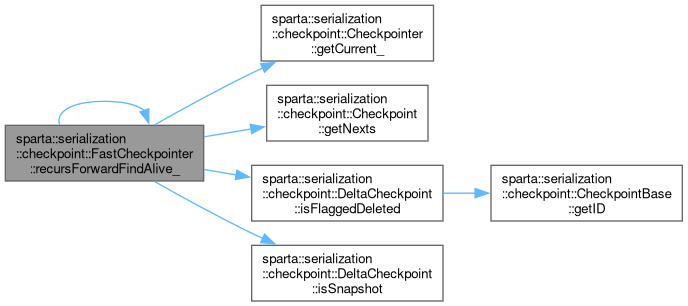 sparta::serialization
::checkpoint::Checkpointer
::getCurrent_
sparta::serialization
::checkpoint::Checkpoint
::getNexts
sparta::serialization
::checkpoint::FastCheckpointer
::recursForwardFindAlive_
sparta::serialization
::checkpoint::DeltaCheckpoint
::isFlaggedDeleted
sparta::serialization
::checkpoint::CheckpointBase
::getID
sparta::serialization
::checkpoint::DeltaCheckpoint
::isSnapshot